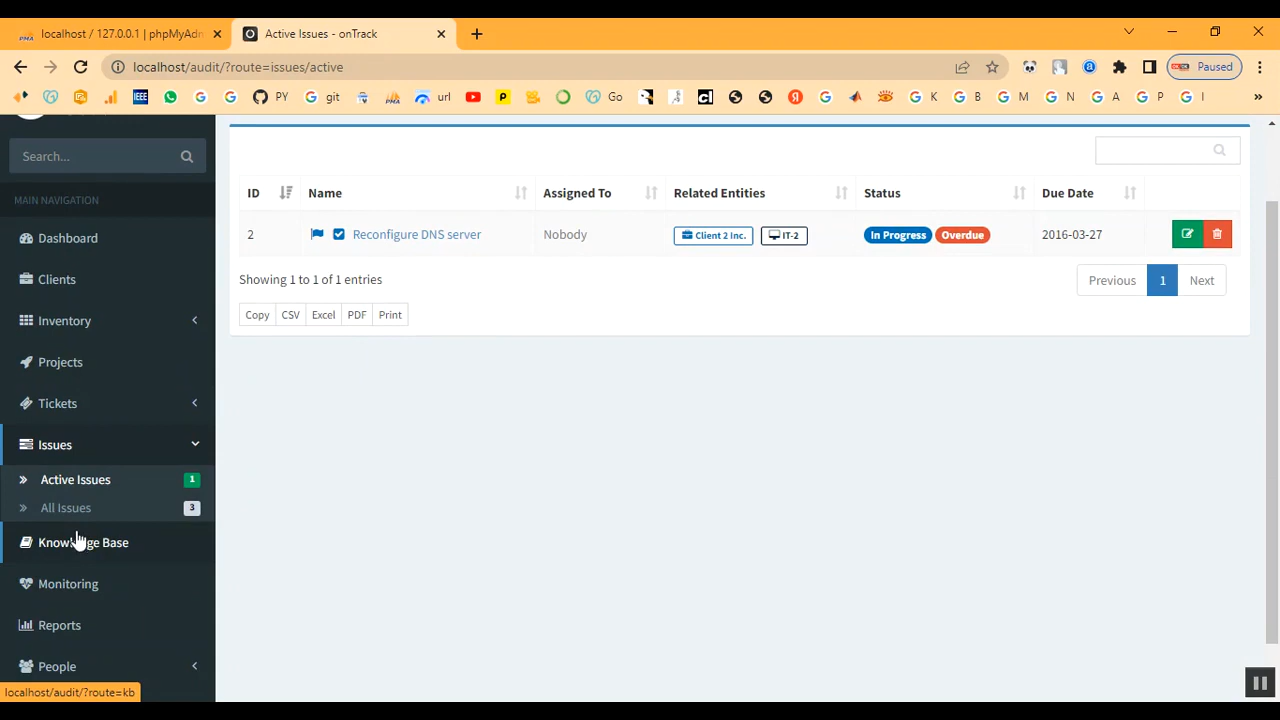 localhost / 127.0.0.1 | phpMyAdn
Active Issues - onTrack
localhost/audit/?route=issues/active
Paused
IEEE
PY
git
url
Go
K
B
M
N
A
P
I
Search...
MAIN NAVIGATION
Dashboard
Clients
Inventory
Projects
Tickets
Issues
Active Issues 1
All Issues 3
Knowledge Base
Monitoring
Reports
People
localhost/audit/?route=kb
ID Name Assigned To Related Entities Status Due Date
2 Reconfigure DNS server Nobody Client 2 Inc. IT-2 In Progress Overdue 2016-03-27
Showing 1 to 1 of 1 entries
Previous 1 Next
Copy CSV Excel PDF Print